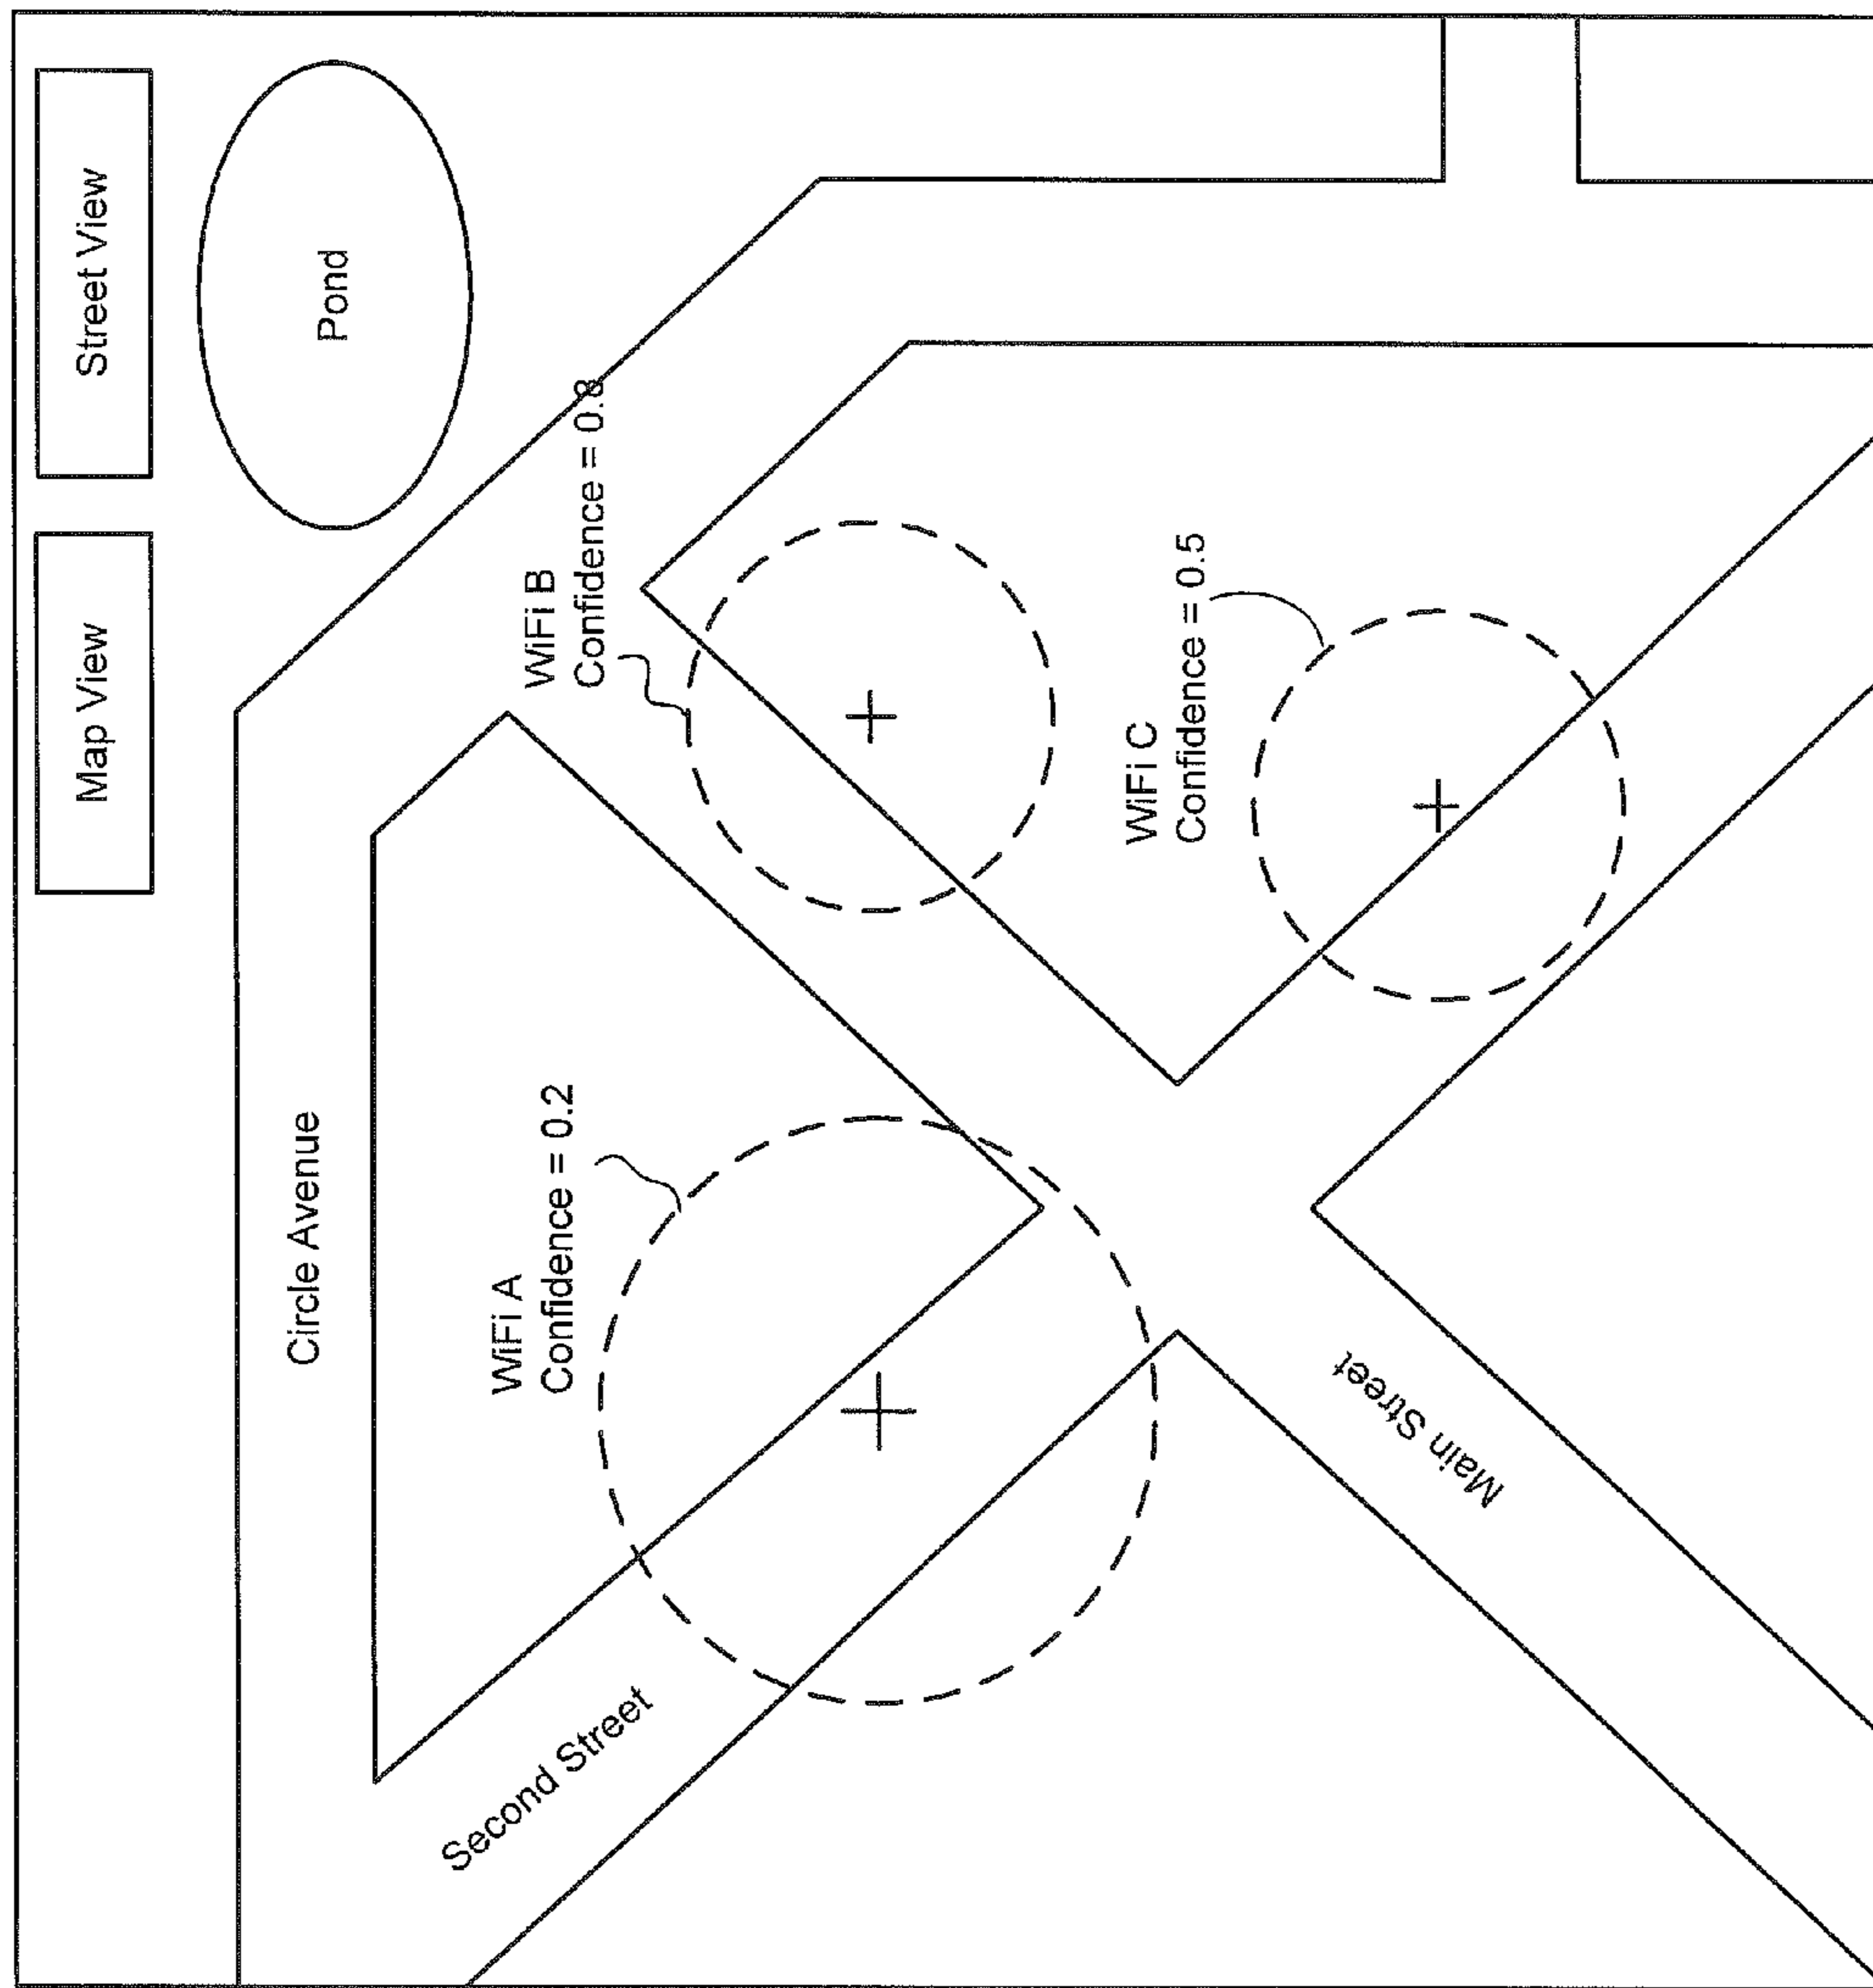 Map View
Street View
Pond
Circle Avenue
WiFi A
Confidence = 0.2
WiFi B
Confidence = 0.8
Second Street
WiFi C
Confidence = 0.5
Main Street